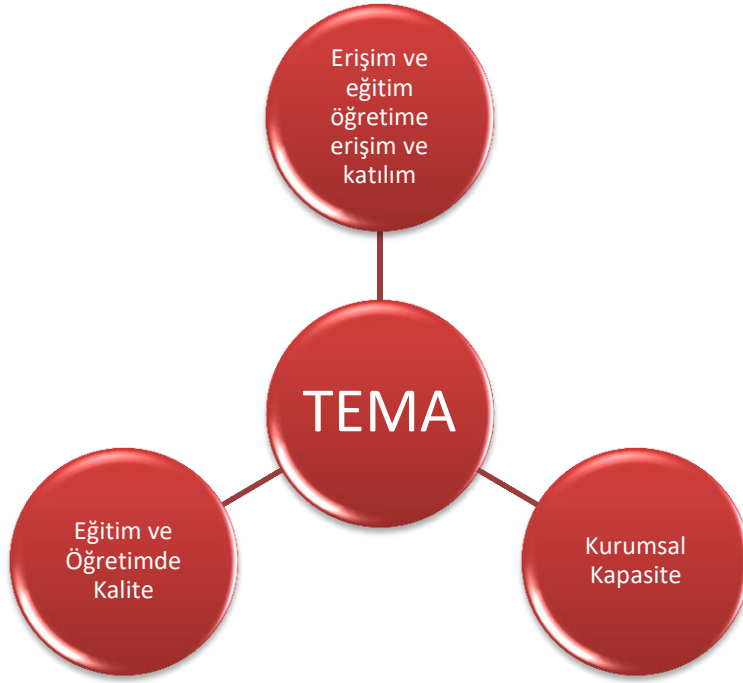 Erişim ve
eğitim
öğretime
erişim ve
katılım
TEMA
Eğitim ve
Öğretimde
Kalite
Kurumsal
Kapasite